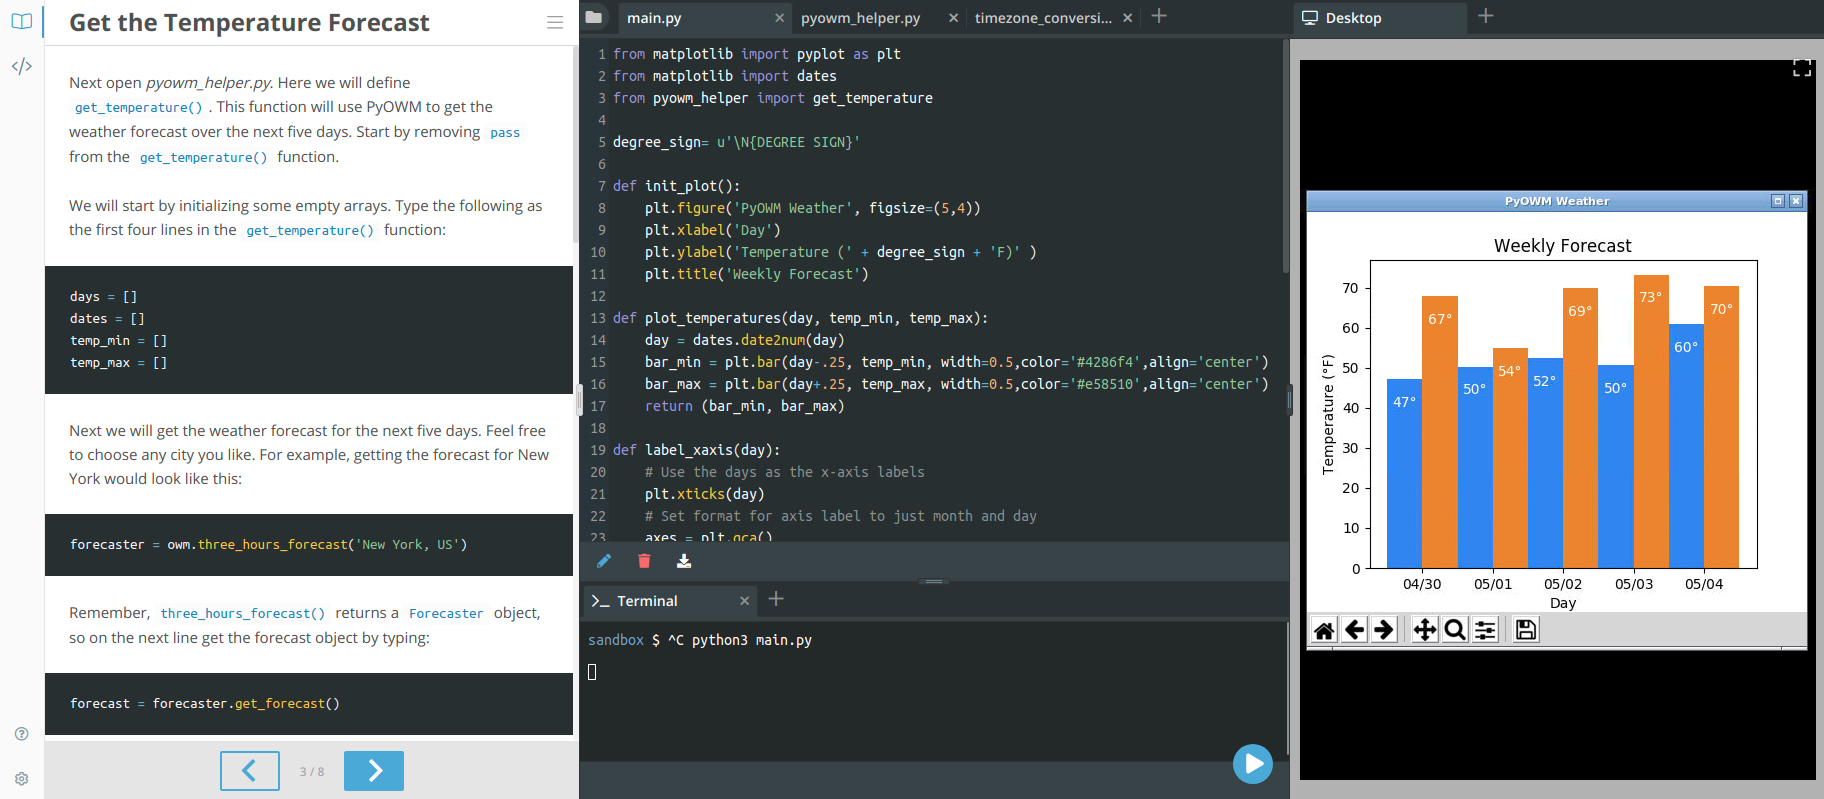 Get the Temperature Forecast
Next open pyowm_helper.py. Here we will define
get_temperature() . This function will use PyOWM to get the
weather forecast over the next five days. Start by removing pass
from the get_temperature() function.
We will start by initializing some empty arrays. Type the following as
the first four lines in the get_temperature() function:
days = []
dates = []
temp_min = []
temp_max = []
Next we will get the weather forecast for the next five days. Feel free
to choose any city you like. For example, getting the forecast for New
York would look like this:
forecaster = owm.three_hours_forecast('New York, US')
Remember, three_hours_forecast() returns a Forecaster object,
so on the next line get the forecast object by typing:
forecast = forecaster.get_forecast()
3 / 8
main.py
pyowm_helper.py
timezone_conversi...
1 from matplotlib import pyplot as plt
2 from matplotlib import dates
3 from pyowm_helper import get_temperature
4
5 degree_sign= u'\N{DEGREE SIGN}'
6
7 def init_plot():
8 plt.figure('PyOWM Weather', figsize=(5,4))
9 plt.xlabel('Day')
10 plt.ylabel('Temperature (' + degree_sign + 'F)' )
11 plt.title('Weekly Forecast')
12
13 def plot_temperatures(day, temp_min, temp_max):
14 day = dates.date2num(day)
15 bar_min = plt.bar(day-.25, temp_min, width=0.5,color='#4286f4',align='center')
16 bar_max = plt.bar(day+.25, temp_max, width=0.5,color='#e58510',align='center')
17 return (bar_min, bar_max)
18
19 def label_xaxis(day):
20 # Use the days as the x-axis labels
21 plt.xticks(day)
22 # Set format for axis label to just month and day
23 axes = plt.gca()
Terminal
sandbox $ ^C python3 main.py
Desktop
PyOWM Weather
Weekly Forecast
Temperature (°F)
70
60
50
40
30
20
10
0
47°
67°
50°
54°
52°
69°
50°
73°
60°
70°
04/30
05/01
05/02
05/03
05/04
Day